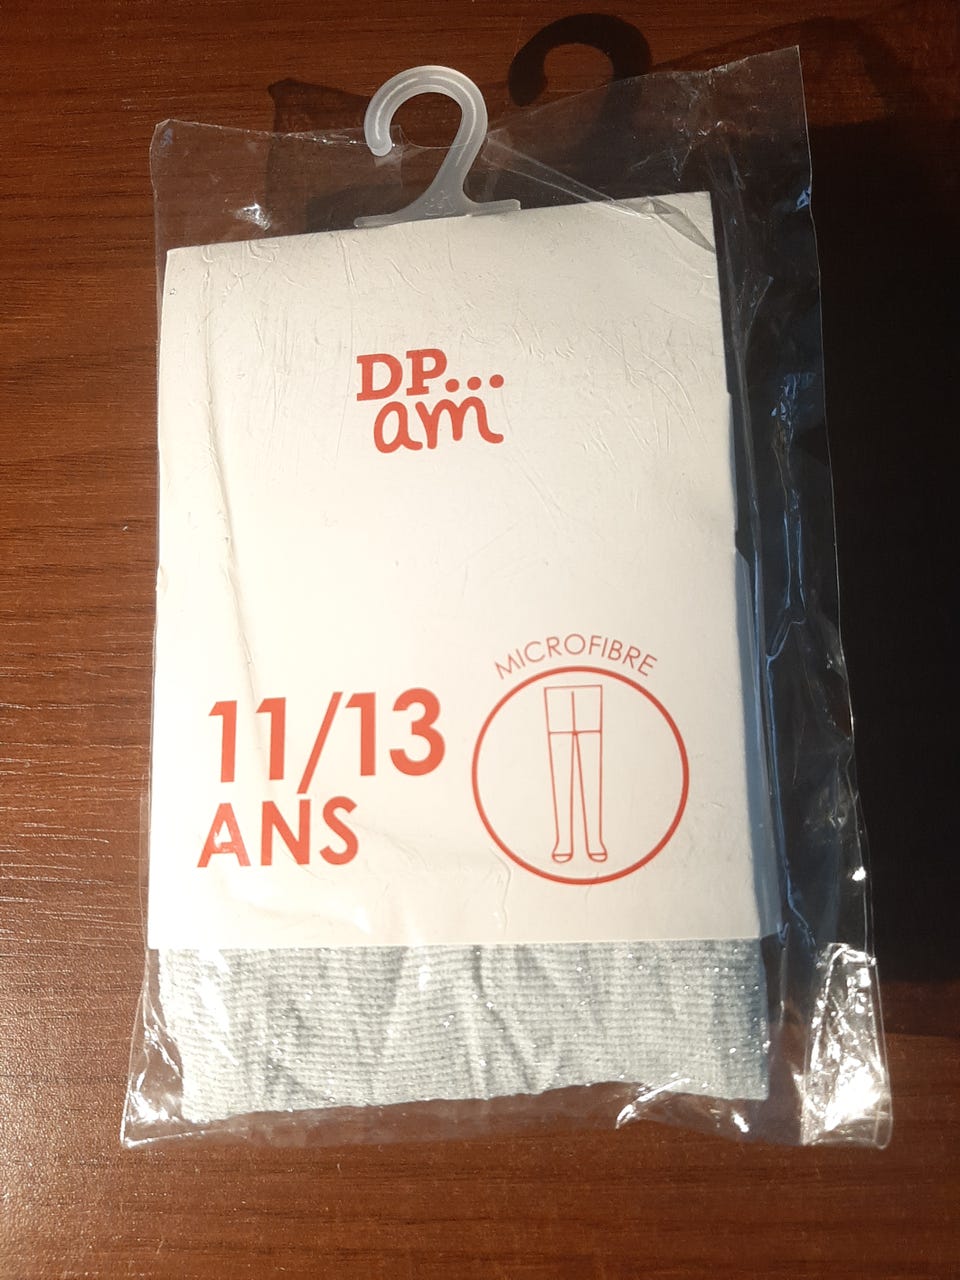 DP...
am
MICROFIBRE
11/13
ANS